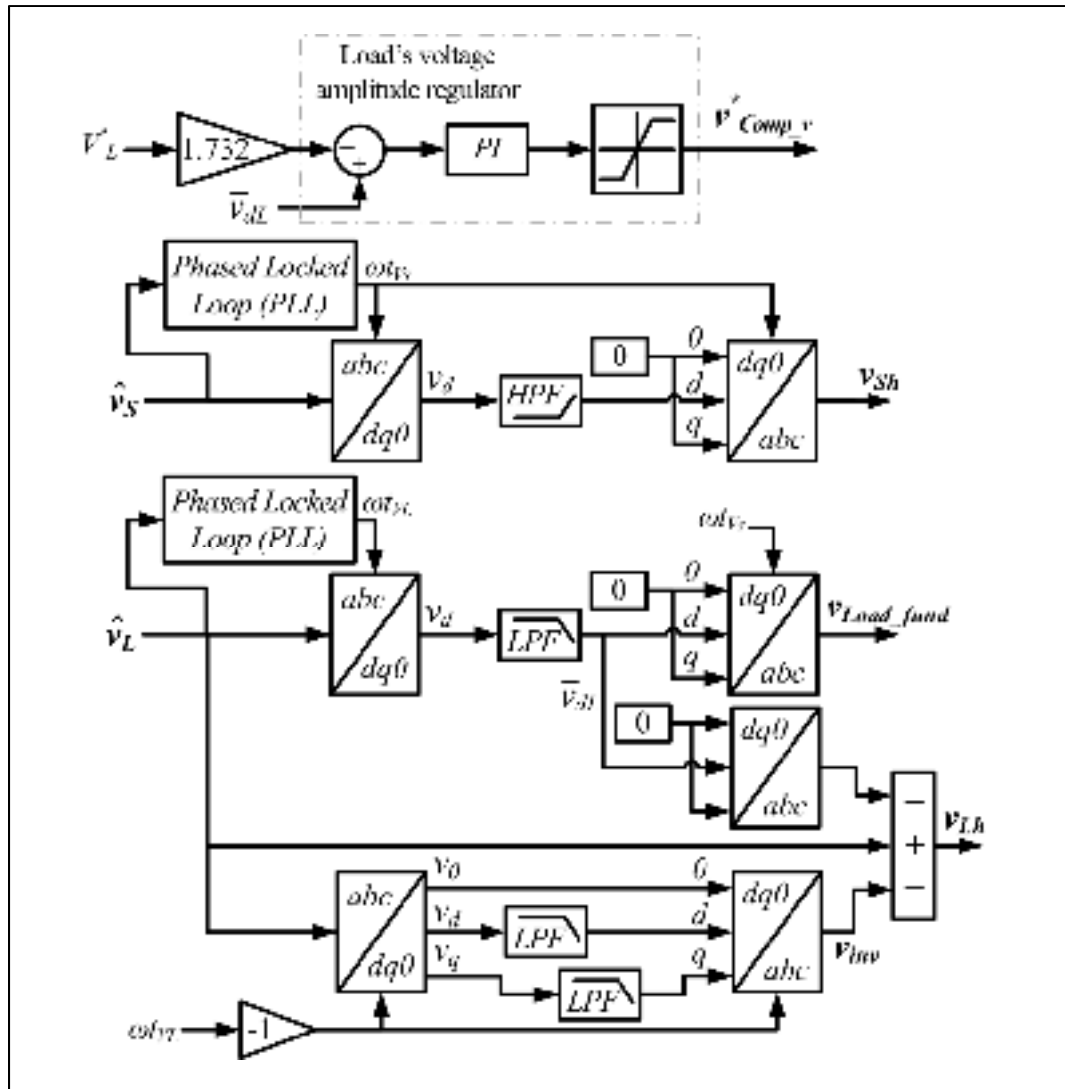 Load's voltage
amplitude regulator
V*L
1.732
−
+
PI
v*Comp_v
v̅dL
Phased Locked
Loop (PLL)
ωtVs
v̂S
abc
dq0
vd
HPF
0
0
d
q
dq0
abc
vSh
Phased Locked
Loop (PLL)
ωtVL
v̂L
abc
dq0
vd
LPF
v̅dL
0
0
d
q
ωtVs
dq0
abc
vLoad_fund
0
dq0
abc
−
+
−
vLh
abc
dq0
v0
vd
vq
LPF
LPF
0
d
q
dq0
abc
vinv
ωtVL
-1